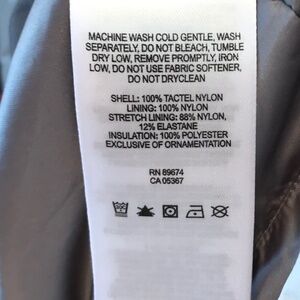 MACHINE WASH COLD GENTLE, WASH
SEPARATELY, DO NOT BLEACH, TUMBLE
DRY LOW, REMOVE PROMPTLY, IRON
LOW, DO NOT USE FABRIC SOFTENER,
DO NOT DRYCLEAN
SHELL: 100% TACTEL NYLON
LINING: 100% NYLON
STRETCH LINING: 88% NYLON,
12% ELASTANE
INSULATION: 100% POLYESTER
EXCLUSIVE OF ORNAMENTATION
RN 89674
CA 05367